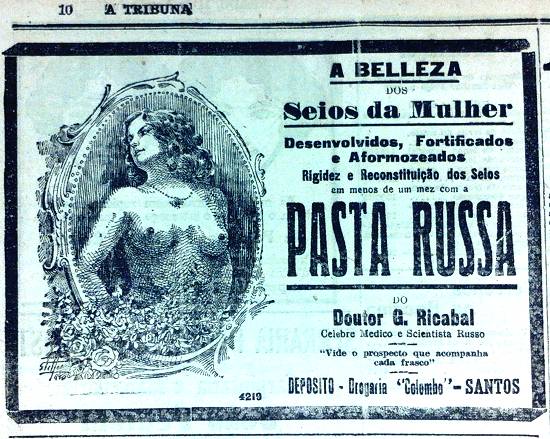 10 A TRIBUNA
A BELLEZA
DOS
Seios da Mulher
Desenvolvidos, Fortificados
e Aformozeados
Rigidez e Reconstituição dos Seios
em menos de um mez com a
PASTA RUSSA
DO
Doutor G. Ricabal
Celebre Medico e Scientista Russo
"Vide o prospecto que acompanha
cada frasco"
DEPOSITO - Drogaria "Colombo" - SANTOS
4219